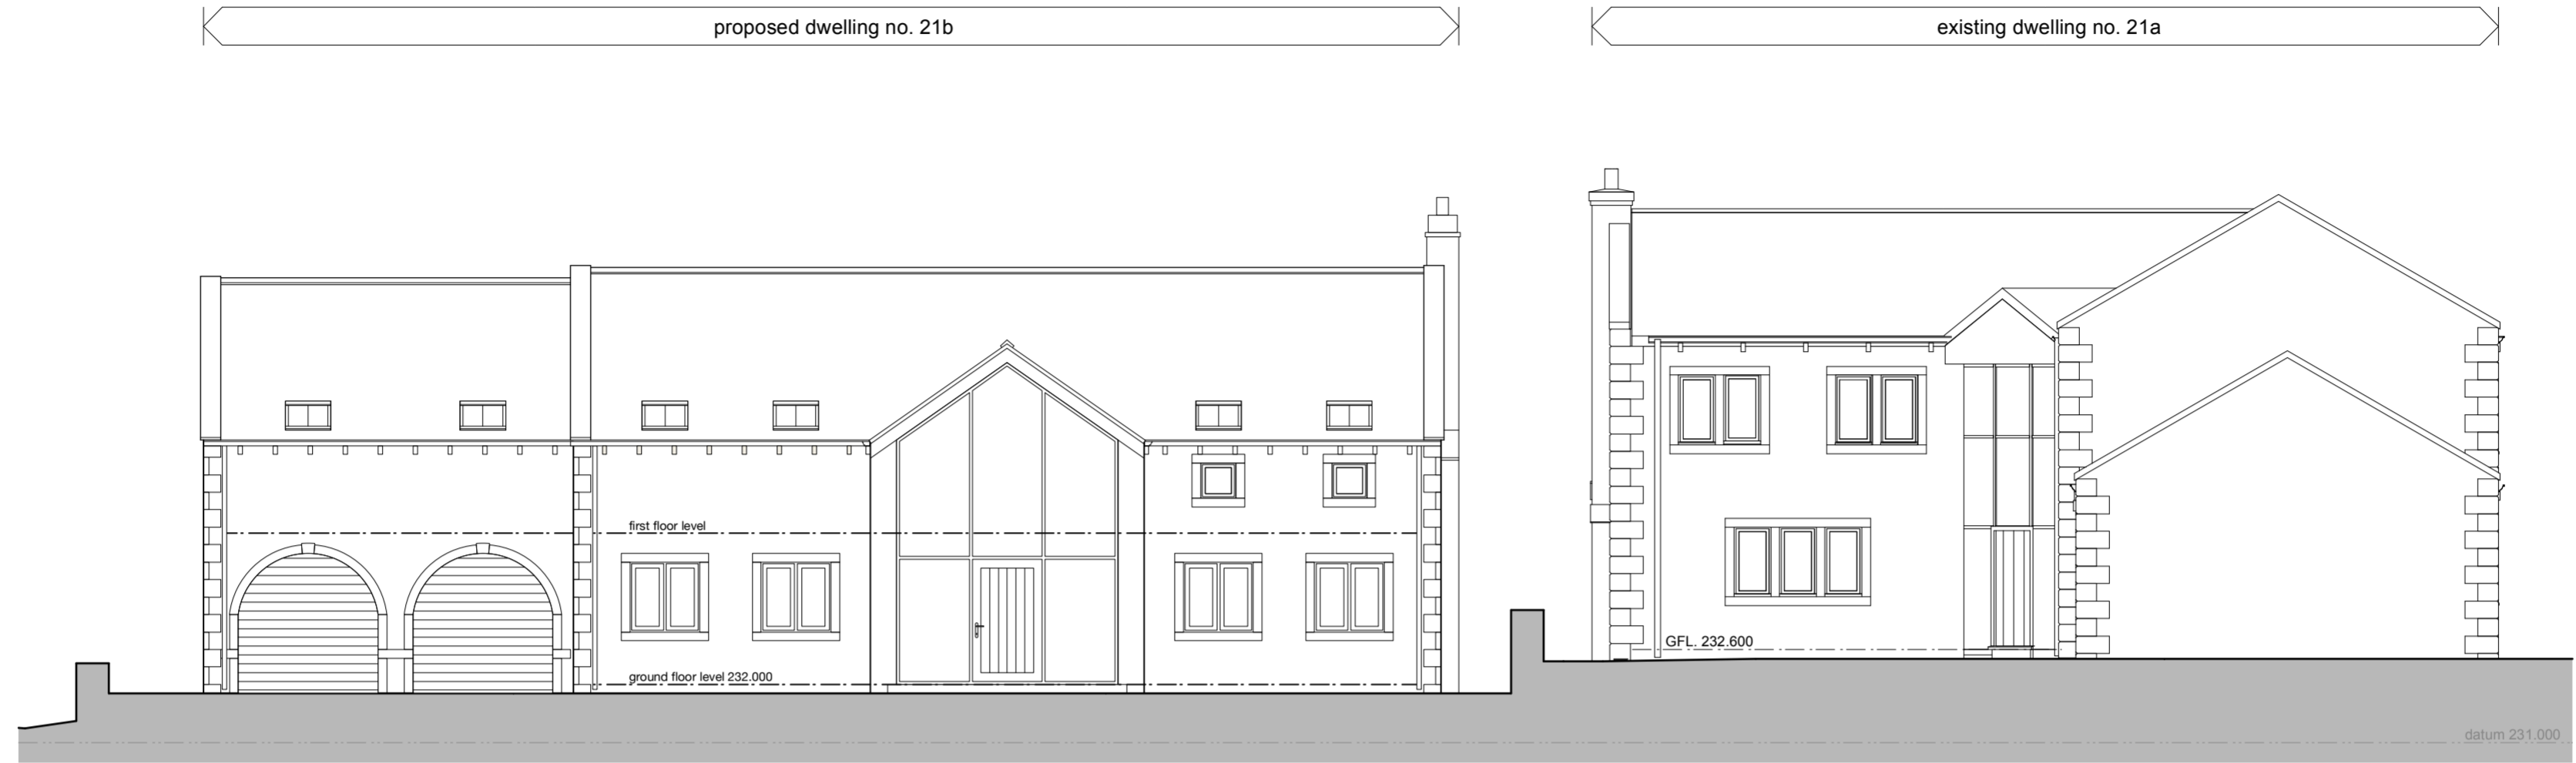 proposed dwelling no. 21b
existing dwelling no. 21a
first floor level
GFL. 232.600
ground floor level 232.000
datum 231.000